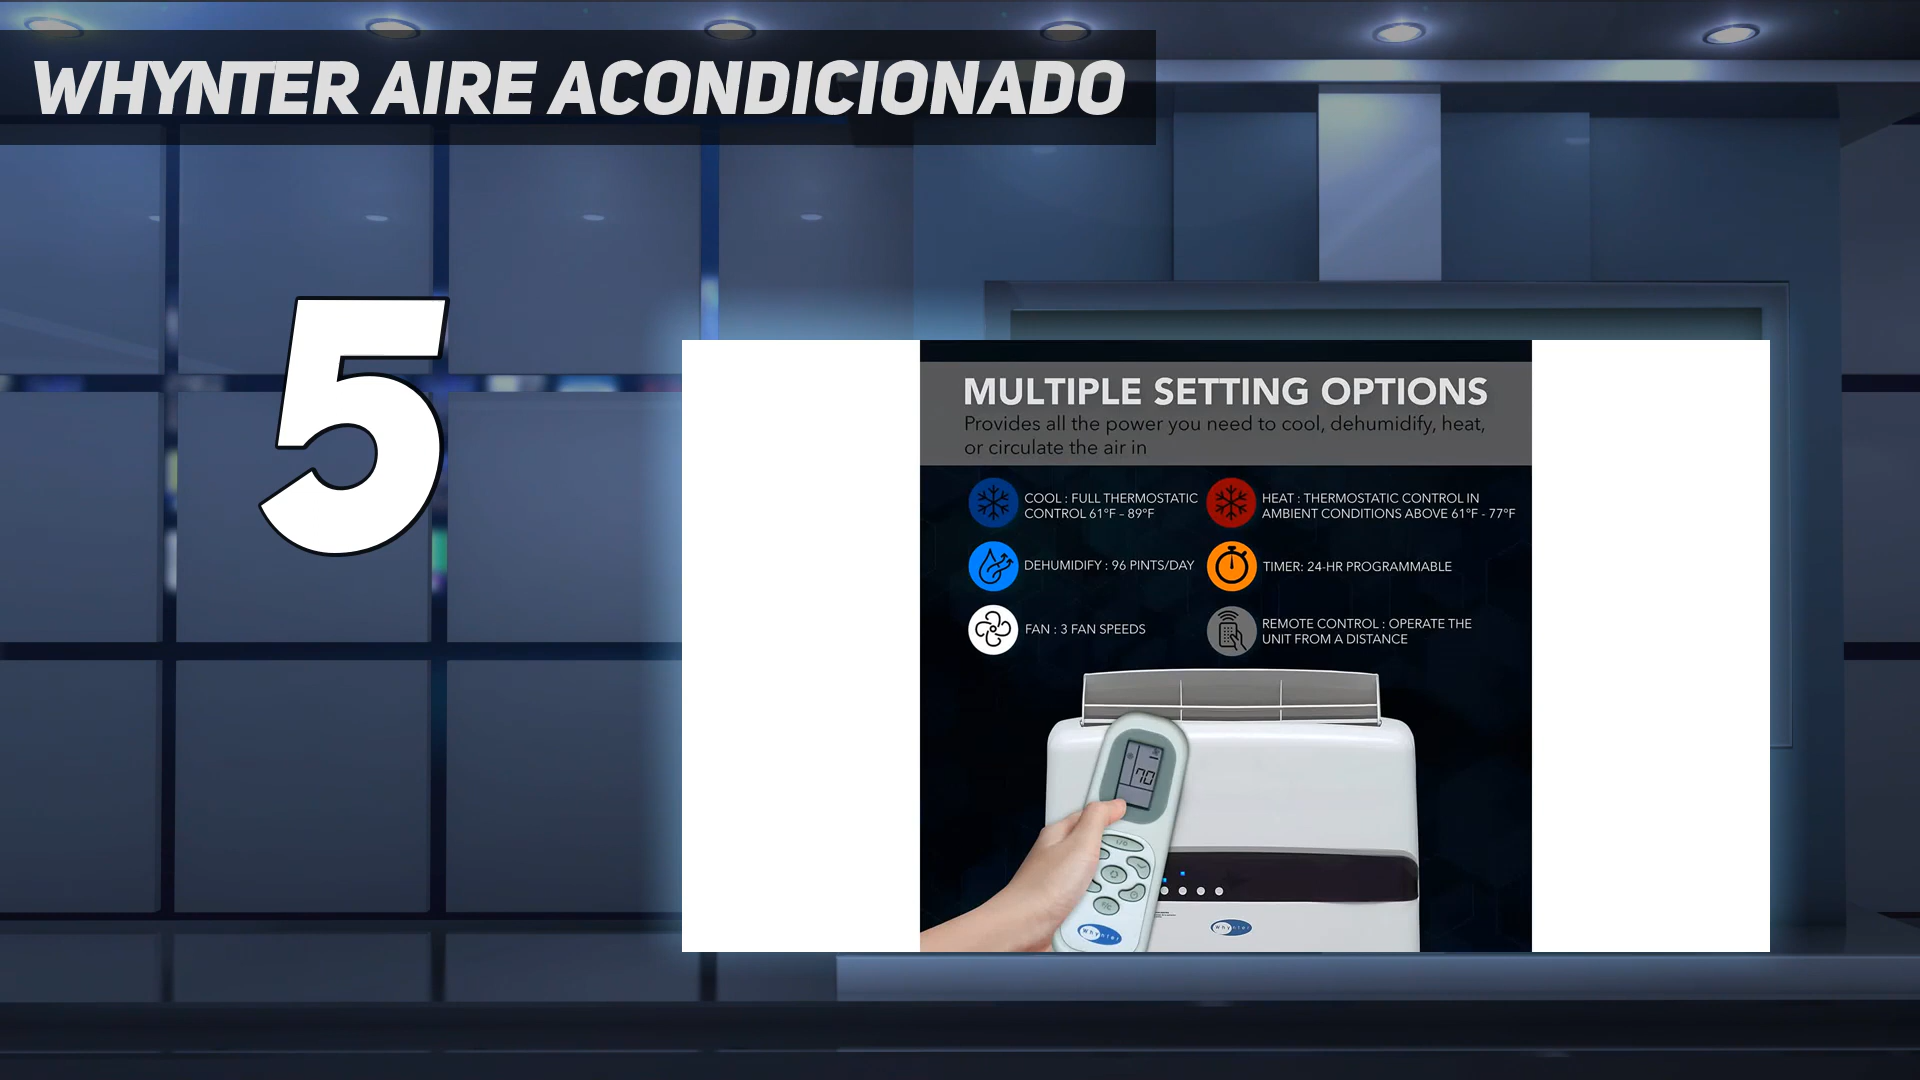 WHYNTER AIRE ACONDICIONADO
5
MULTIPLE SETTING OPTIONS
Provides all the power you need to cool, dehumidify, heat,
or circulate the air in
COOL : FULL THERMOSTATIC
CONTROL 61°F - 89°F
HEAT : THERMOSTATIC CONTROL IN
AMBIENT CONDITIONS ABOVE 61°F - 77°F
DEHUMIDIFY : 96 PINTS/DAY
TIMER: 24-HR PROGRAMMABLE
FAN : 3 FAN SPEEDS
REMOTE CONTROL : OPERATE THE
UNIT FROM A DISTANCE
70
whynter
whynter